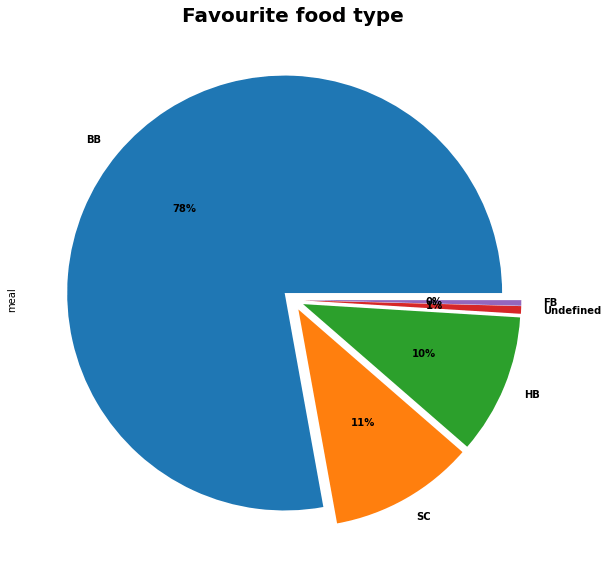 Favourite food type
BB
78%
meal
0%
FB
1%
Undefined
10%
HB
11%
SC